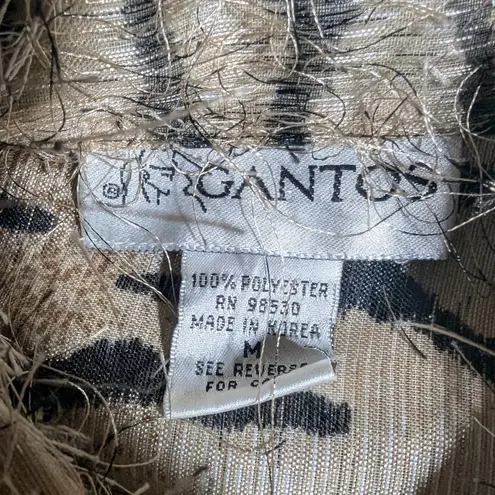 ® GANTOS
100% POLYESTER
RN 98530
MADE IN KOREA
M
SEE REVERSE
FOR